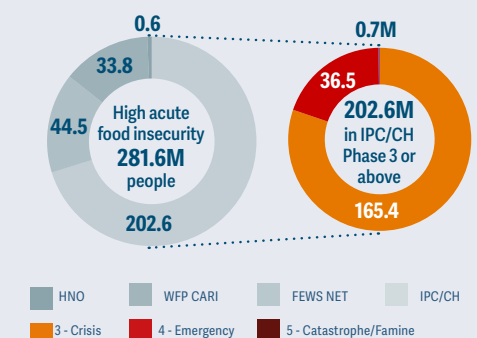 0.6
33.8
44.5
High acute
food insecurity
281.6M
people
202.6
0.7M
36.5
202.6M
in IPC/CH
Phase 3 or
above
165.4
HNO
WFP CARI
FEWS NET
IPC/CH
3 - Crisis
4 - Emergency
5 - Catastrophe/Famine